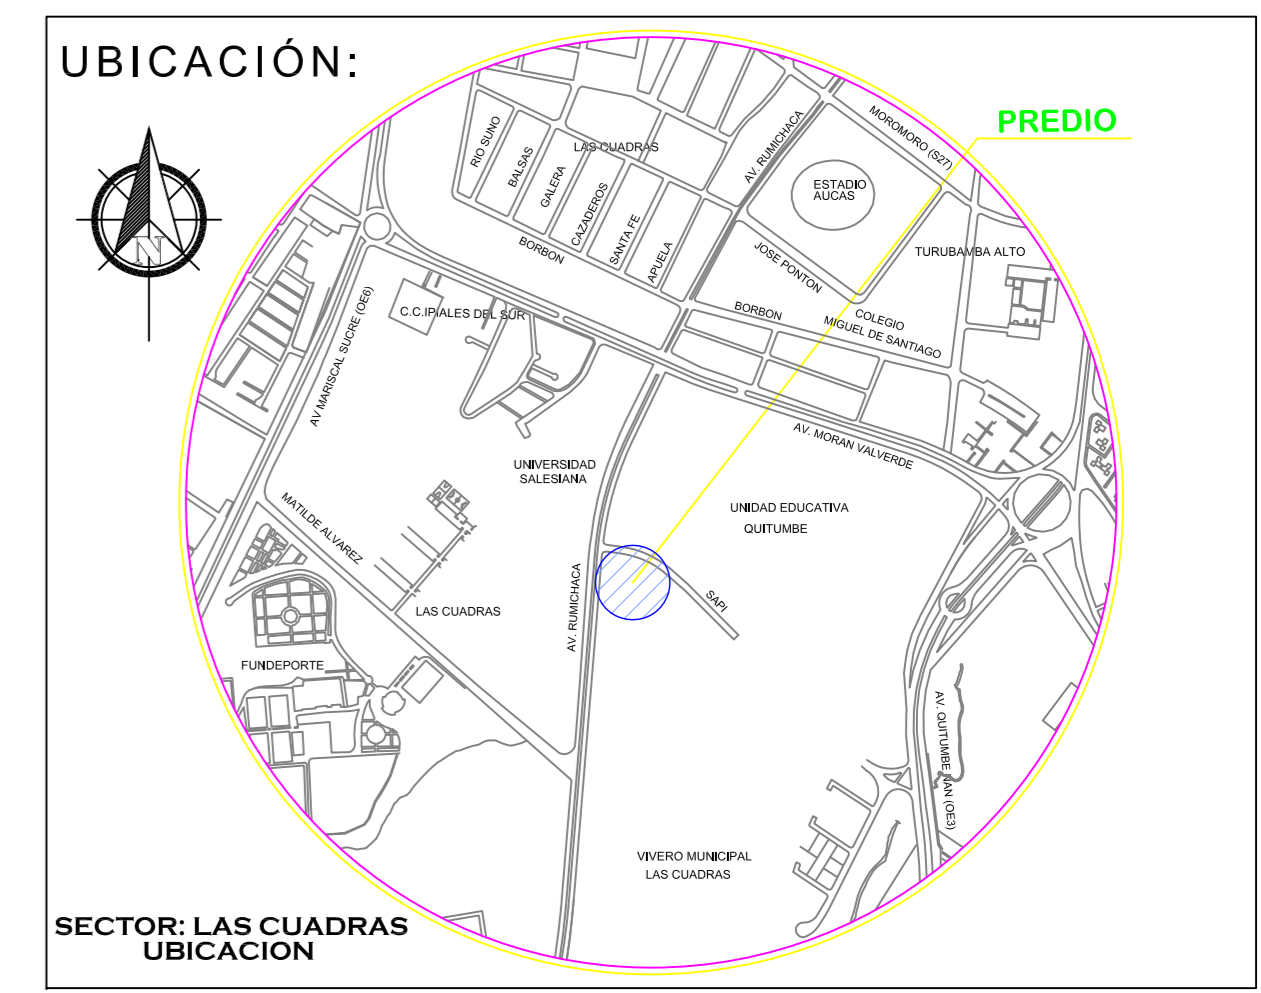 UBICACIÓN:
PREDIO
MOROMORO (S27)
AV. RUMICHACA
RIO SUNO
LAS CUADRAS
BALSAS
GALERA
ESTADIO
AUCAS
CAZADEROS
SANTA FE
APUELA
BORBON
JOSE PONTON
TURUBAMBA ALTO
C.C.IPIALES DEL SUR
BORBON
COLEGIO
MIGUEL DE SANTIAGO
AV MARISCAL SUCRE (OE6)
AV. MORAN VALVERDE
UNIVERSIDAD
SALESIANA
UNIDAD EDUCATIVA
QUITUMBE
MATILDE ALVAREZ
AV. RUMICHACA
SAPI
LAS CUADRAS
FUNDEPORTE
AV. QUITUMBE ÑAN (OE3)
VIVERO MUNICIPAL
LAS CUADRAS
N
SECTOR: LAS CUADRAS
UBICACION